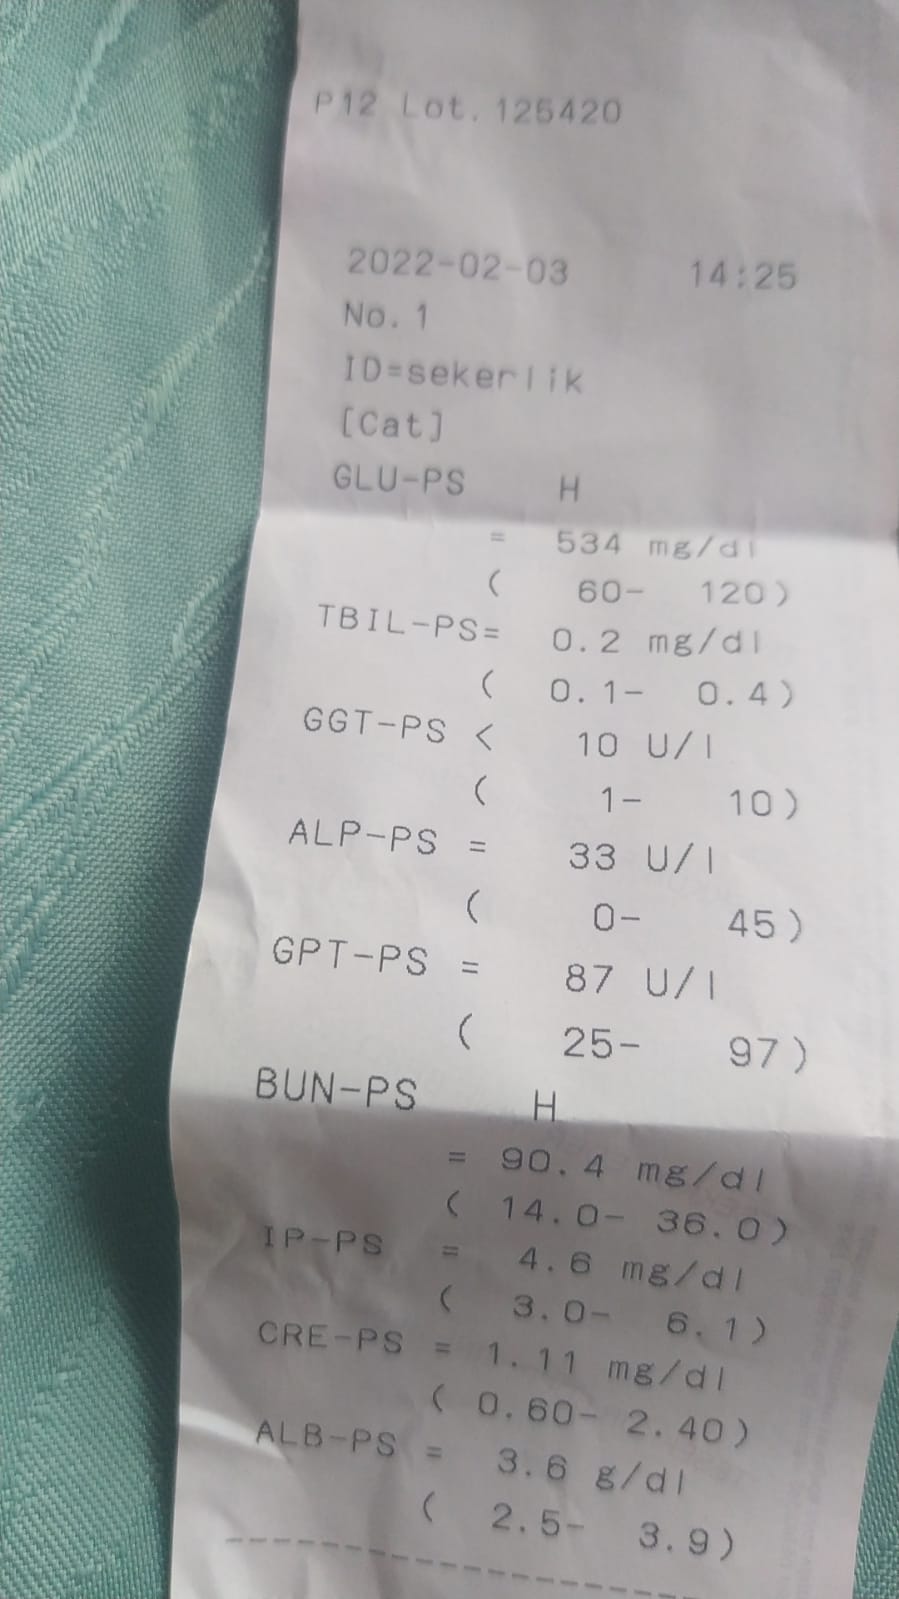 P12 Lot. 125420
2022-02-03 14:25
No. 1
ID=sekerlik
[Cat]
GLU-PS H
= 534 mg/dl
( 60- 120)
TBIL-PS= 0.2 mg/dl
( 0.1- 0.4)
GGT-PS < 10 U/l
( 1- 10)
ALP-PS = 33 U/l
( 0- 45)
GPT-PS = 87 U/l
( 25- 97)
BUN-PS H
= 90.4 mg/dl
( 14.0- 36.0)
IP-PS = 4.6 mg/dl
( 3.0- 6.1)
CRE-PS = 1.11 mg/dl
( 0.60- 2.40)
ALB-PS = 3.6 g/dl
( 2.5- 3.9)